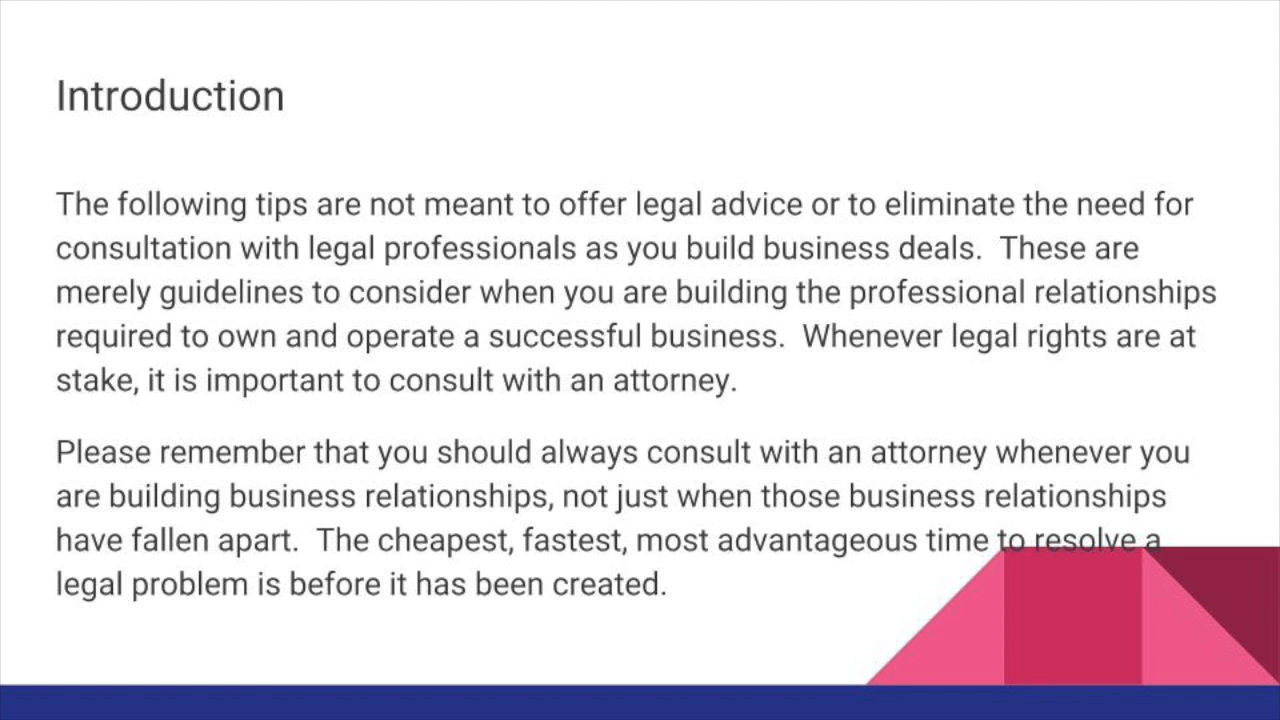 Introduction
The following tips are not meant to offer legal advice or to eliminate the need for
consultation with legal professionals as you build business deals.  These are
merely guidelines to consider when you are building the professional relationships
required to own and operate a successful business.  Whenever legal rights are at
stake, it is important to consult with an attorney.
Please remember that you should always consult with an attorney whenever you
are building business relationships, not just when those business relationships
have fallen apart.  The cheapest, fastest, most advantageous time to resolve a
legal problem is before it has been created.